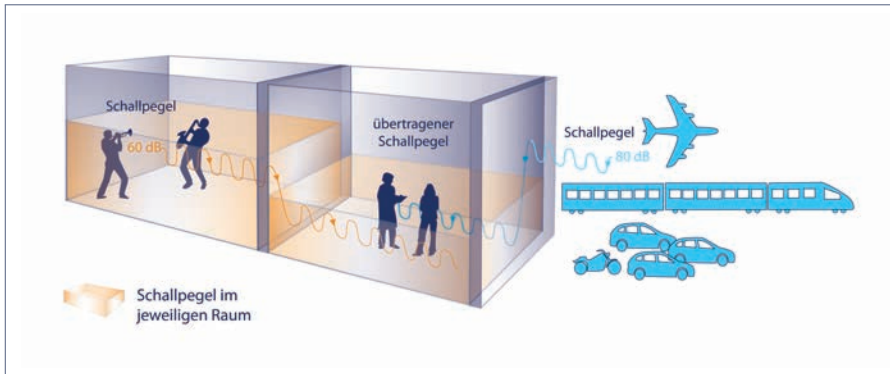 Schallpegel
60 dB
übertragener
Schallpegel
Schallpegel
80 dB
Schallpegel im
jeweiligen Raum